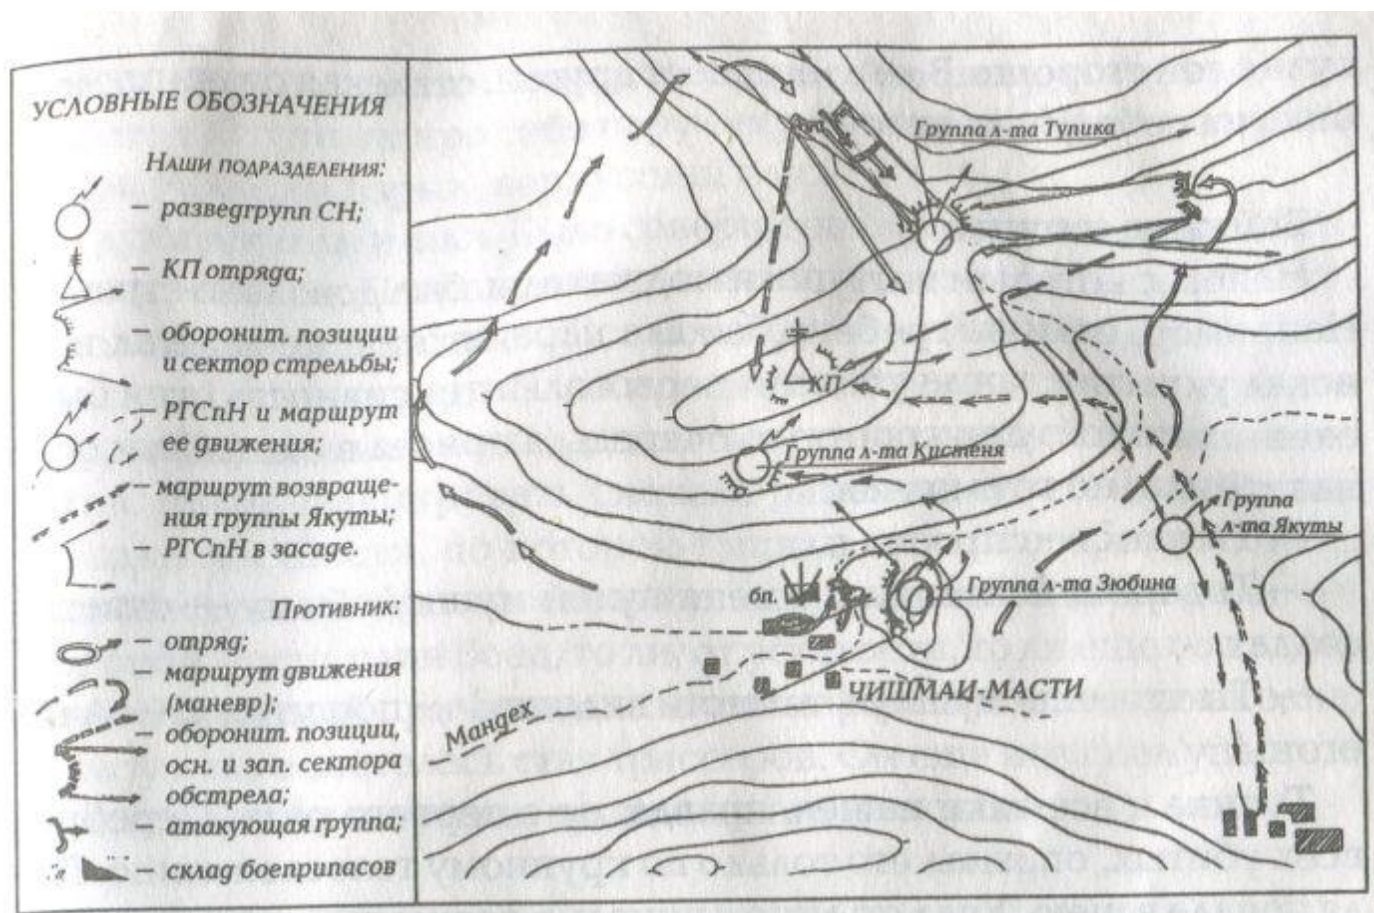 УСЛОВНЫЕ ОБОЗНАЧЕНИЯ
НАШИ ПОДРАЗДЕЛЕНИЯ:
– разведгрупп СН;
– КП отряда;
– оборонит. позиции
и сектор стрельбы;
– РГСпН и маршрут
ее движения;
– маршрут возвраще-
ния группы Якуты;
– РГСпН в засаде.
ПРОТИВНИК:
– отряд;
– маршрут движения
(маневр);
– оборонит. позиции,
осн. и зап. сектора
обстрела;
– атакующая группа;
– склад боеприпасов
Группа л-та Тупика
КП
Группа л-та Кистеня
Группа
л-та Якуты
бп.
Группа л-та Зюбина
ЧИШМАИ-МАСТИ
Мандех